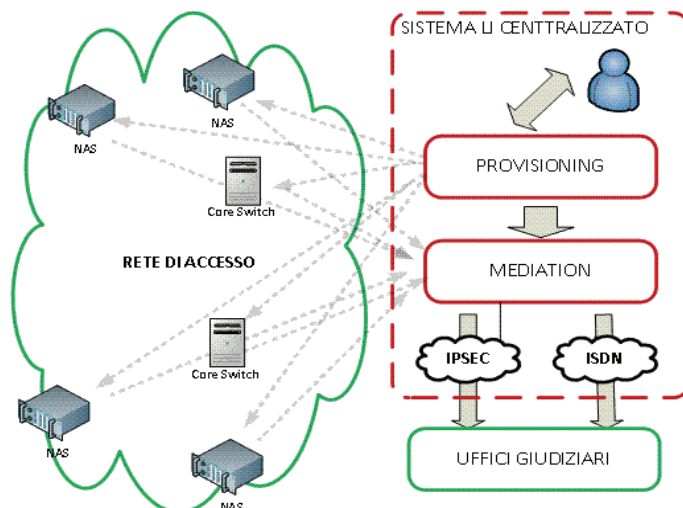 SISTEMA LI CENTTRALIZZATO
NAS
NAS
PROVISIONING
Core Switch
RETE DI ACCESSO
MEDIATION
IPSEC
ISDN
Core Switch
NAS
NAS
UFFICI GIUDIZIARI